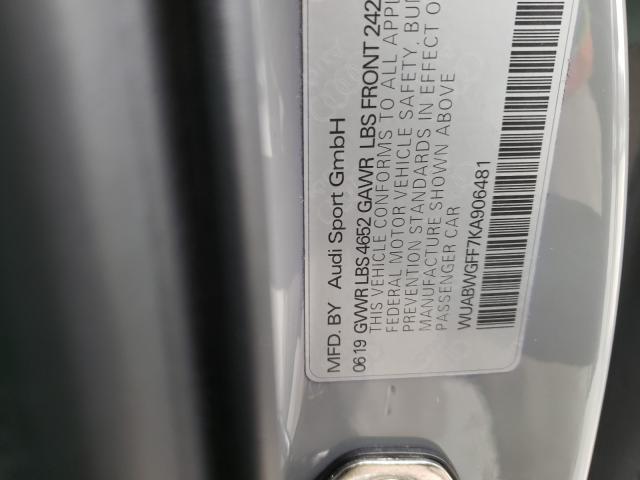 MFD. BY Audi Sport GmbH
0619 GVWR LBS 4652 GAWR LBS FRONT 242
THIS VEHICLE CONFORMS TO ALL APPL
FEDERAL MOTOR VEHICLE SAFETY, BU
PREVENTION STANDARDS IN EFFECT O
MANUFACTURE SHOWN ABOVE
PASSENGER CAR
WUABWGFF7KA906481